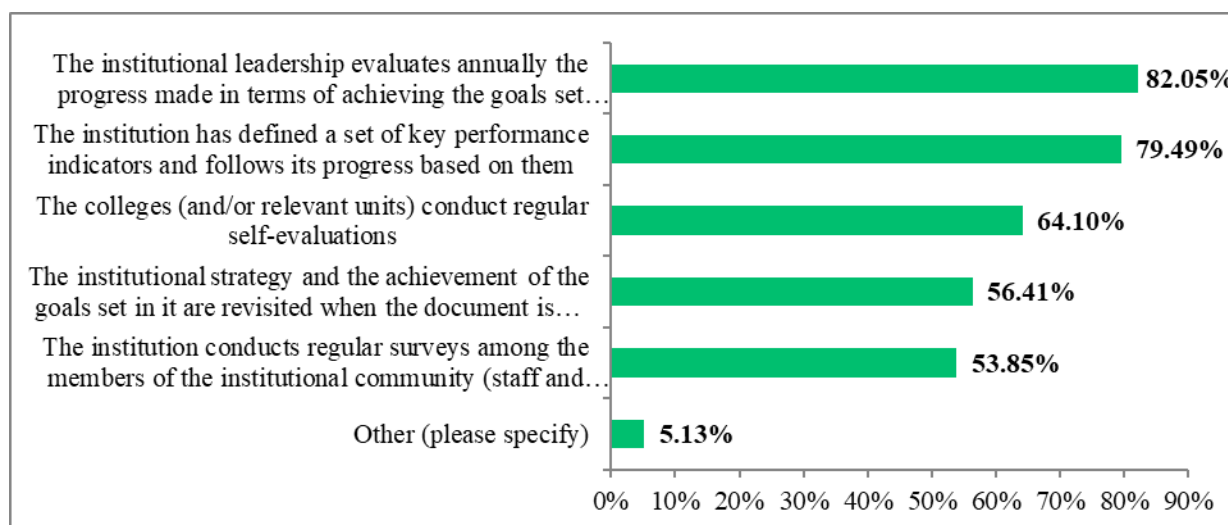 The institutional leadership evaluates annually the
progress made in terms of achieving the goals set…
82.05%
The institution has defined a set of key performance
indicators and follows its progress based on them
79.49%
The colleges (and/or relevant units) conduct regular
self-evaluations
64.10%
The institutional strategy and the achievement of the
goals set in it are revisited when the document is…
56.41%
The institution conducts regular surveys among the
members of the institutional community (staff and…
53.85%
Other (please specify)
5.13%
0% 10% 20% 30% 40% 50% 60% 70% 80% 90%